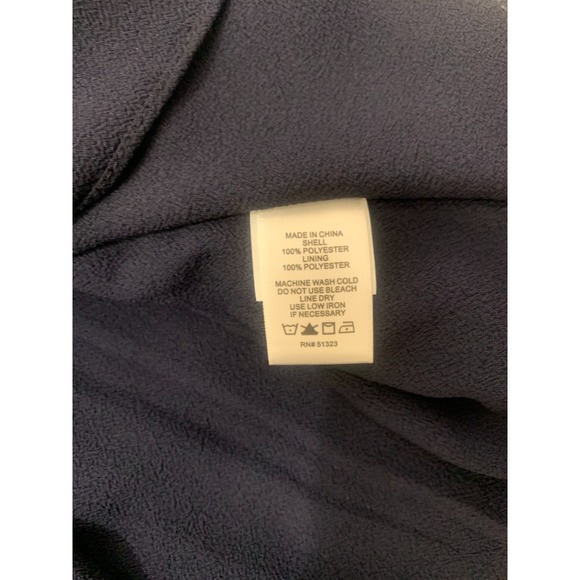 MADE IN CHINA
SHELL
100% POLYESTER
LINING
100% POLYESTER
MACHINE WASH COLD
DO NOT USE BLEACH
LINE DRY
USE LOW IRON
IF NECESSARY
RN# 51323